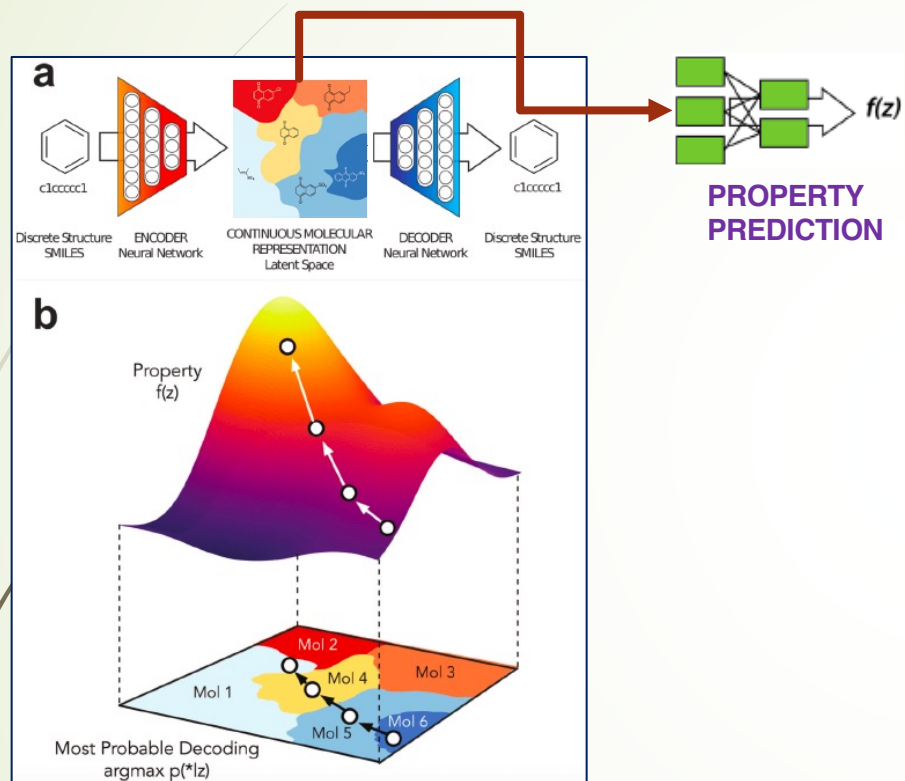 a
c1ccccc1
c1ccccc1
Discrete Structure
SMILES
ENCODER
Neural Network
CONTINUOUS MOLECULAR
REPRESENTATION
Latent Space
DECODER
Neural Network
Discrete Structure
SMILES
f(z)
PROPERTY
PREDICTION
b
Property
f(z)
Mol 2
Mol 3
Mol 4
Mol 1
Mol 6
Mol 5
Most Probable Decoding
argmax p(*|z)